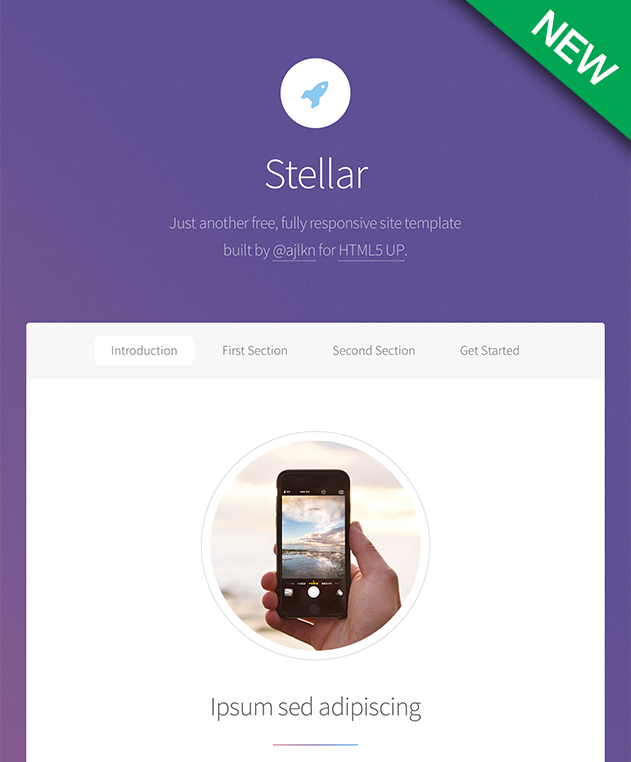 NEW
Stellar
Just another free, fully responsive site template
built by @ajlkn for HTML5 UP.
Introduction First Section Second Section Get Started
Ipsum sed adipiscing